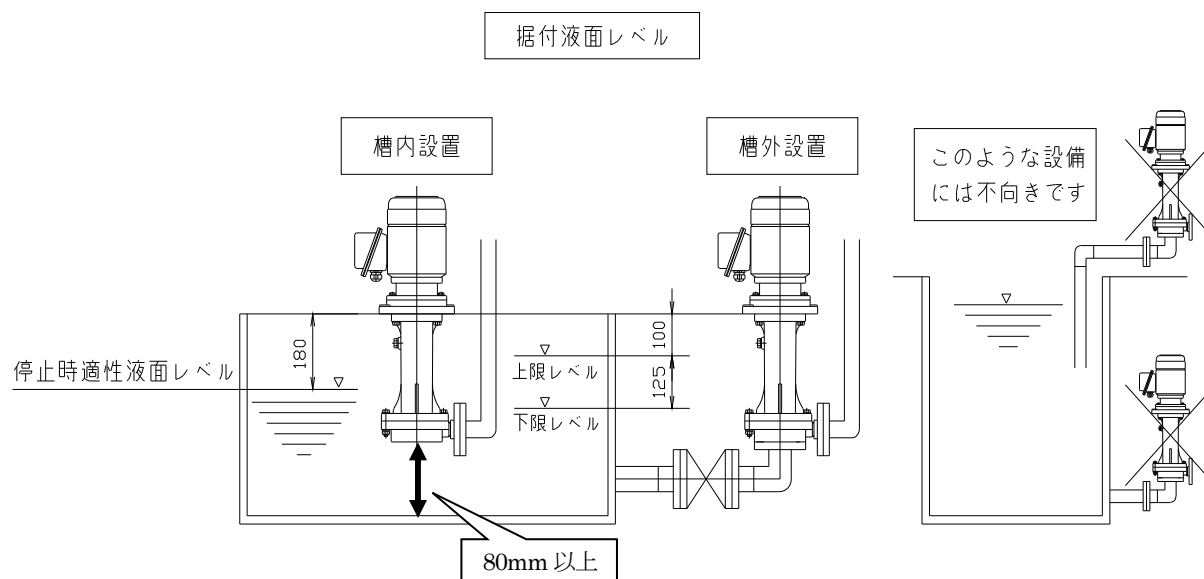 据付液面レベル
槽内設置
槽外設置
このような設備
には不向きです
180
100
停止時適性液面レベル
上限レベル
125
下限レベル
80mm 以上